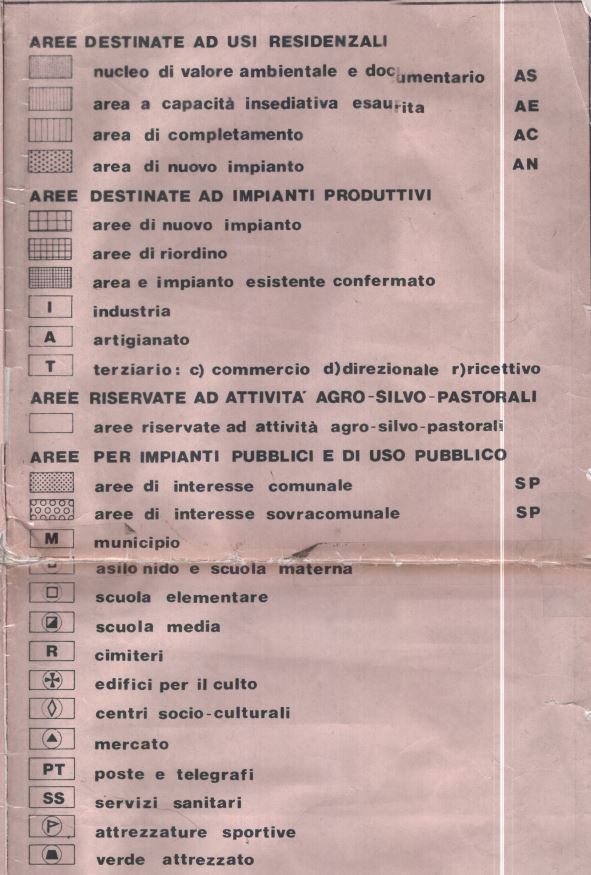 AREE DESTINATE AD USI RESIDENZALI
nucleo di valore ambientale e documentario AS
area a capacità insediativa esaurita AE
area di completamento AC
area di nuovo impianto AN
AREE DESTINATE AD IMPIANTI PRODUTTIVI
aree di nuovo impianto
aree di riordino
area e impianto esistente confermato
I industria
A artigianato
T terziario: c) commercio d) direzionale r) ricettivo
AREE RISERVATE AD ATTIVITA' AGRO-SILVO-PASTORALI
aree riservate ad attività agro-silvo-pastorali
AREE PER IMPIANTI PUBBLICI E DI USO PUBBLICO
aree di interesse comunale SP
aree di interesse sovracomunale SP
M municipio
asilo nido e scuola materna
scuola elementare
scuola media
R cimiteri
edifici per il culto
centri socio-culturali
mercato
PT poste e telegrafi
SS servizi sanitari
P attrezzature sportive
verde attrezzato